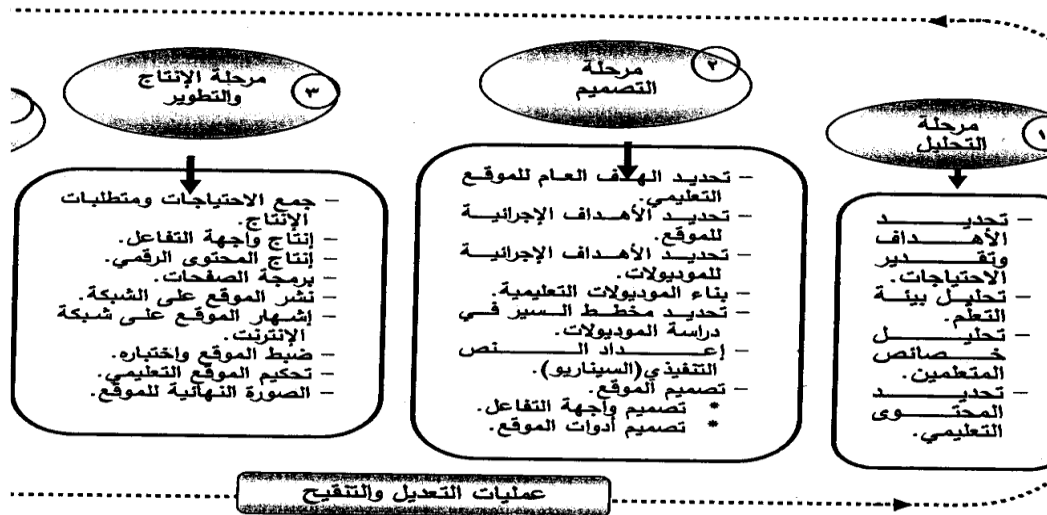 ١
مرحلة
التحليل
– تحديد
الأهداف
وتقدير
الاحتياجات.
– تحليل بيئة
التعلم.
– تحليل
خصائص
المتعلمين.
– تحديد
المحتوى
التعليمي.
٢
مرحلة
التصميم
– تحديد الهدف العام للموقع
التعليمي.
– تحديد الأهداف الإجرائية
للموقع.
– تحديد الأهداف الإجرائية
للموديولات.
– بناء الموديولات التعليمية.
– تحديد مخطط السير في
دراسة الموديولات.
– إعداد النص
التنفيذي(السيناريو).
– تصميم الموقع.
* تصميم واجهة التفاعل.
* تصميم أدوات الموقع.
٣
مرحلة الإنتاج
والتطوير
– جمع الاحتياجات ومتطلبات
الإنتاج.
– إنتاج واجهة التفاعل.
– إنتاج المحتوى الرقمي.
– برمجة الصفحات.
– نشر الموقع على الشبكة.
– إشهار الموقع على شبكة
الإنترنت.
– ضبط الموقع واختباره.
– تحكيم الموقع التعليمي.
– الصورة النهائية للموقع.
عمليات التعديل والتنقيح